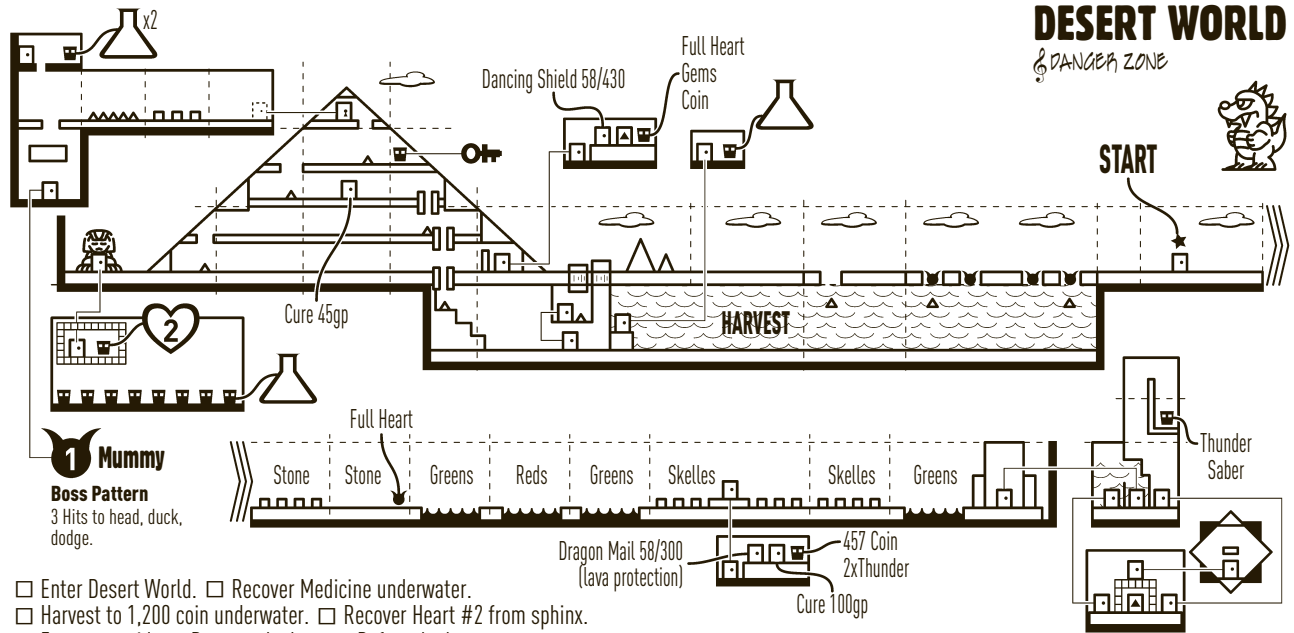 DESERT WORLD
DANGER ZONE
x2
Full Heart
Gems
Coin
Dancing Shield 58/430
START
Cure 45gp
HARVEST
2
1 Mummy
Boss Pattern
3 Hits to head, duck,
dodge.
Full Heart
Stone Stone Greens Reds Greens Skelles Skelles Greens
Thunder
Saber
Dragon Mail 58/300
(lava protection)
457 Coin
2xThunder
Cure 100gp
□ Enter Desert World. □ Recover Medicine underwater.
□ Harvest to 1,200 coin underwater. □ Recover Heart #2 from sphinx.